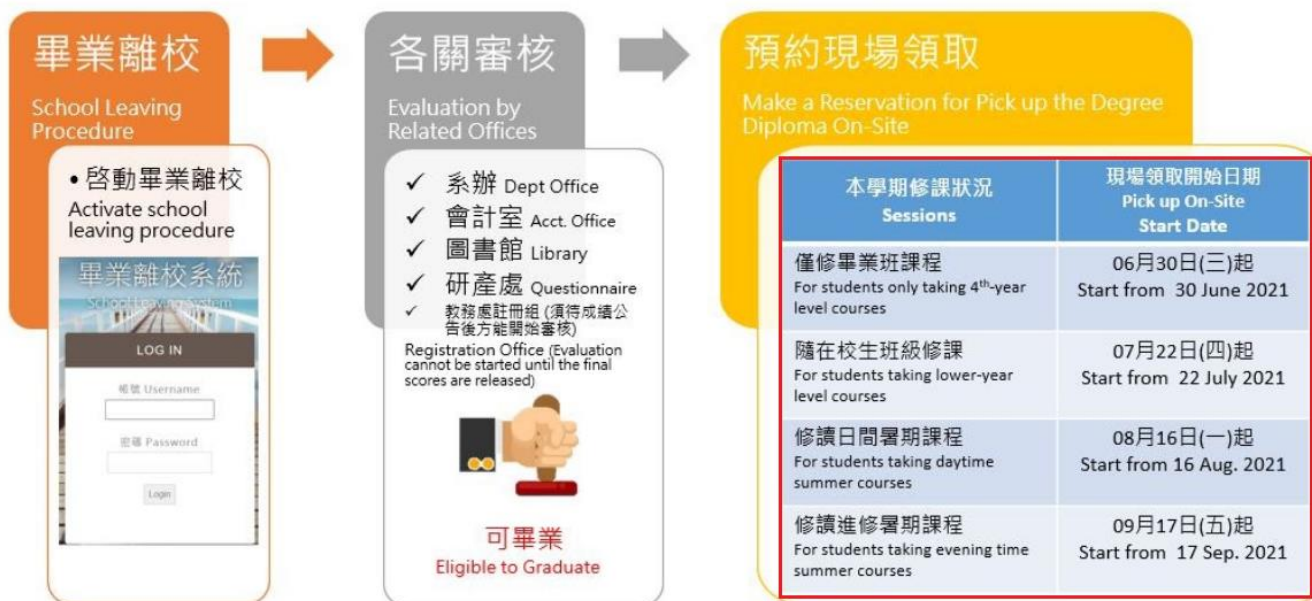 畢業離校
School Leaving
Procedure
• 啓動畢業離校
Activate school
leaving procedure
畢業離校系統
School Leaving System
LOG IN
帳號 Username
密碼 Password
Login
各關審核
Evaluation by
Related Offices
✓ 系辦 Dept Office
✓ 會計室 Acct. Office
✓ 圖書館 Library
✓ 研產處 Questionnaire
✓ 教務處註冊組 (須待成績公
告後方能開始審核)
Registration Office (Evaluation
cannot be started until the final
scores are released)
可畢業
Eligible to Graduate
預約現場領取
Make a Reservation for Pick up the Degree
Diploma On-Site
本學期修課狀況
Sessions
現場領取開始日期
Pick up On-Site
Start Date
僅修畢業班課程
For students only taking 4th-year
level courses
06月30日(三)起
Start from 30 June 2021
隨在校生班級修課
For students taking lower-year
level courses
07月22日(四)起
Start from 22 July 2021
修讀日間暑期課程
For students taking daytime
summer courses
08月16日(一)起
Start from 16 Aug. 2021
修讀進修暑期課程
For students taking evening time
summer courses
09月17日(五)起
Start from 17 Sep. 2021